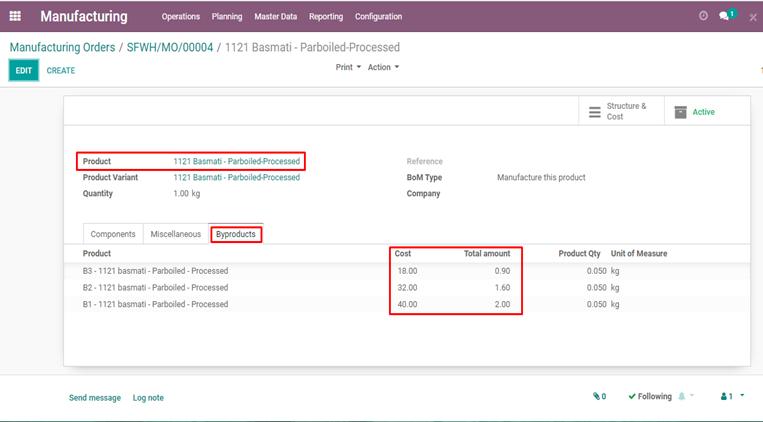 Manufacturing Operations Planning Master Data Reporting Configuration 1
Manufacturing Orders / SFWH/MO/00004 / 1121 Basmati - Parboiled-Processed
EDIT CREATE Print Action
Structure & Cost Active
Product 1121 Basmati - Parboiled-Processed Reference
Product Variant 1121 Basmati - Parboiled-Processed BoM Type Manufacture this product
Quantity 1.00 kg Company
Components Miscellaneous Byproducts
Product Cost Total amount Product Qty Unit of Measure
B3 - 1121 basmati - Parboiled - Processed 18.00 0.90 0.050 kg
B2 - 1121 basmati - Parboiled - Processed 32.00 1.60 0.050 kg
B1 - 1121 basmati - Parboiled - Processed 40.00 2.00 0.050 kg
Send message Log note 0 Following 1